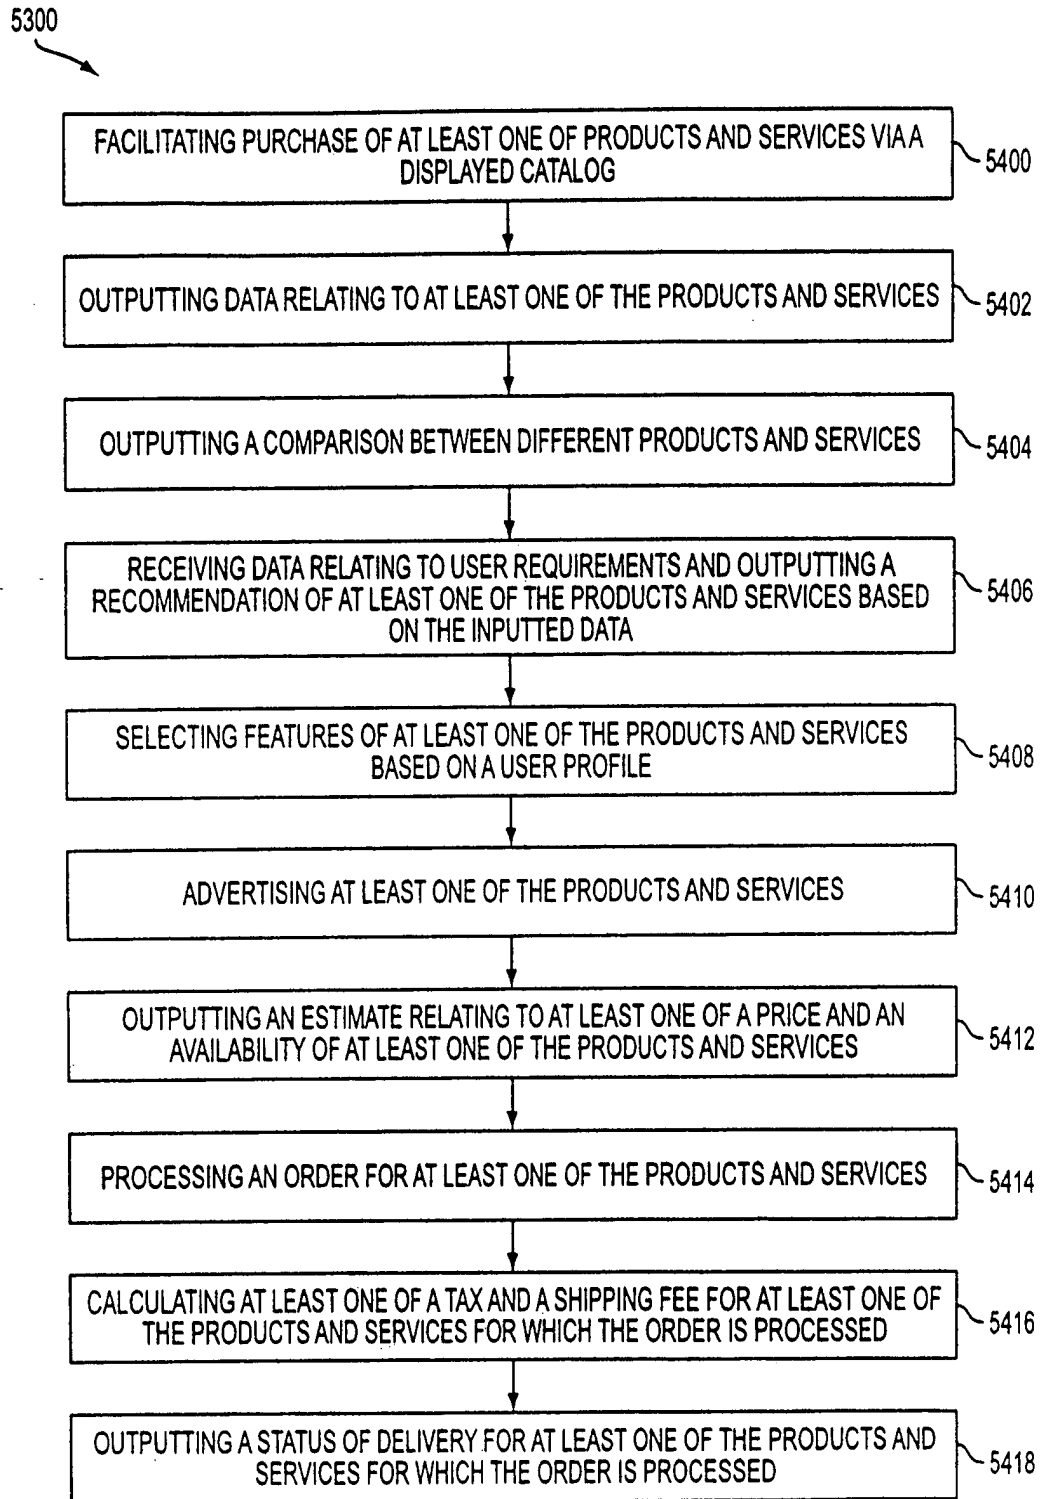 5300
FACILITATING PURCHASE OF AT LEAST ONE OF PRODUCTS AND SERVICES VIA A
DISPLAYED CATALOG
5400
OUTPUTTING DATA RELATING TO AT LEAST ONE OF THE PRODUCTS AND SERVICES
5402
OUTPUTTING A COMPARISON BETWEEN DIFFERENT PRODUCTS AND SERVICES
5404
RECEIVING DATA RELATING TO USER REQUIREMENTS AND OUTPUTTING A
RECOMMENDATION OF AT LEAST ONE OF THE PRODUCTS AND SERVICES BASED
ON THE INPUTTED DATA
5406
SELECTING FEATURES OF AT LEAST ONE OF THE PRODUCTS AND SERVICES
BASED ON A USER PROFILE
5408
ADVERTISING AT LEAST ONE OF THE PRODUCTS AND SERVICES
5410
OUTPUTTING AN ESTIMATE RELATING TO AT LEAST ONE OF A PRICE AND AN
AVAILABILITY OF AT LEAST ONE OF THE PRODUCTS AND SERVICES
5412
PROCESSING AN ORDER FOR AT LEAST ONE OF THE PRODUCTS AND SERVICES
5414
CALCULATING AT LEAST ONE OF A TAX AND A SHIPPING FEE FOR AT LEAST ONE OF
THE PRODUCTS AND SERVICES FOR WHICH THE ORDER IS PROCESSED
5416
OUTPUTTING A STATUS OF DELIVERY FOR AT LEAST ONE OF THE PRODUCTS AND
SERVICES FOR WHICH THE ORDER IS PROCESSED
5418